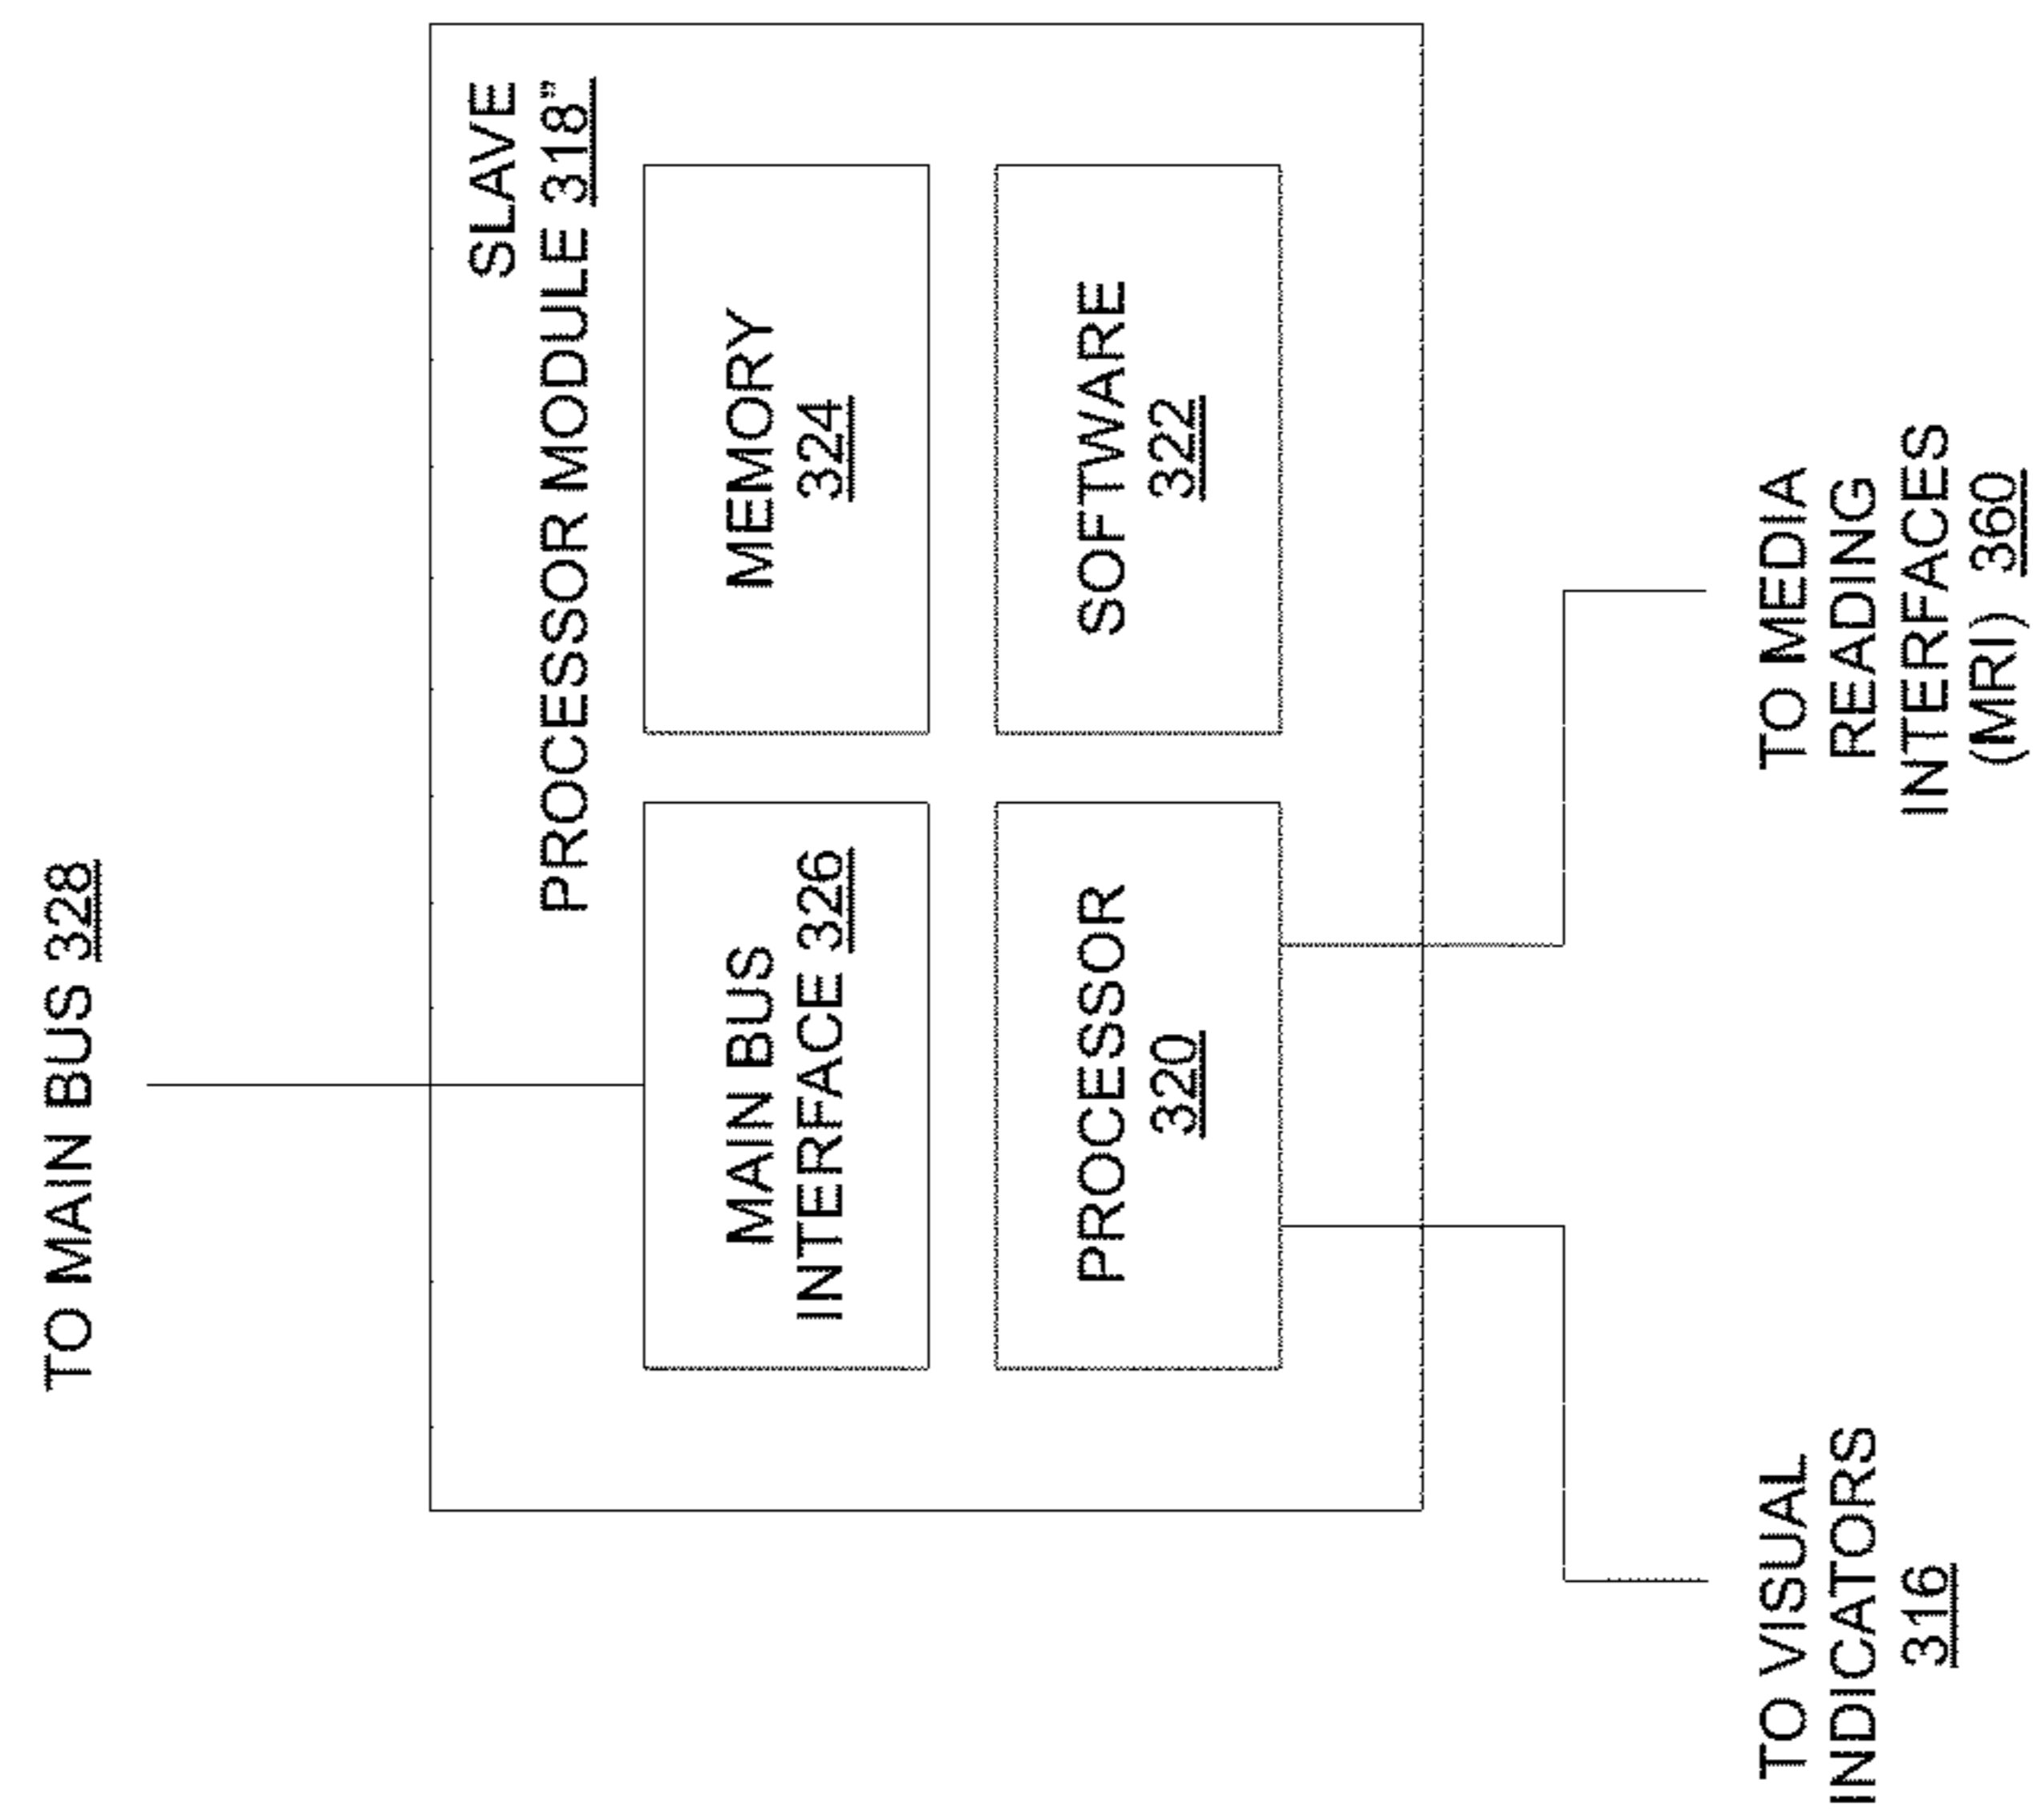 TO MAIN BUS 328
SLAVE
PROCESSOR MODULE 318”
MAIN BUS
INTERFACE 326
MEMORY
324
PROCESSOR
320
SOFTWARE
322
TO VISUAL
INDICATORS
316
TO MEDIA
READING
INTERFACES
(MRI) 360